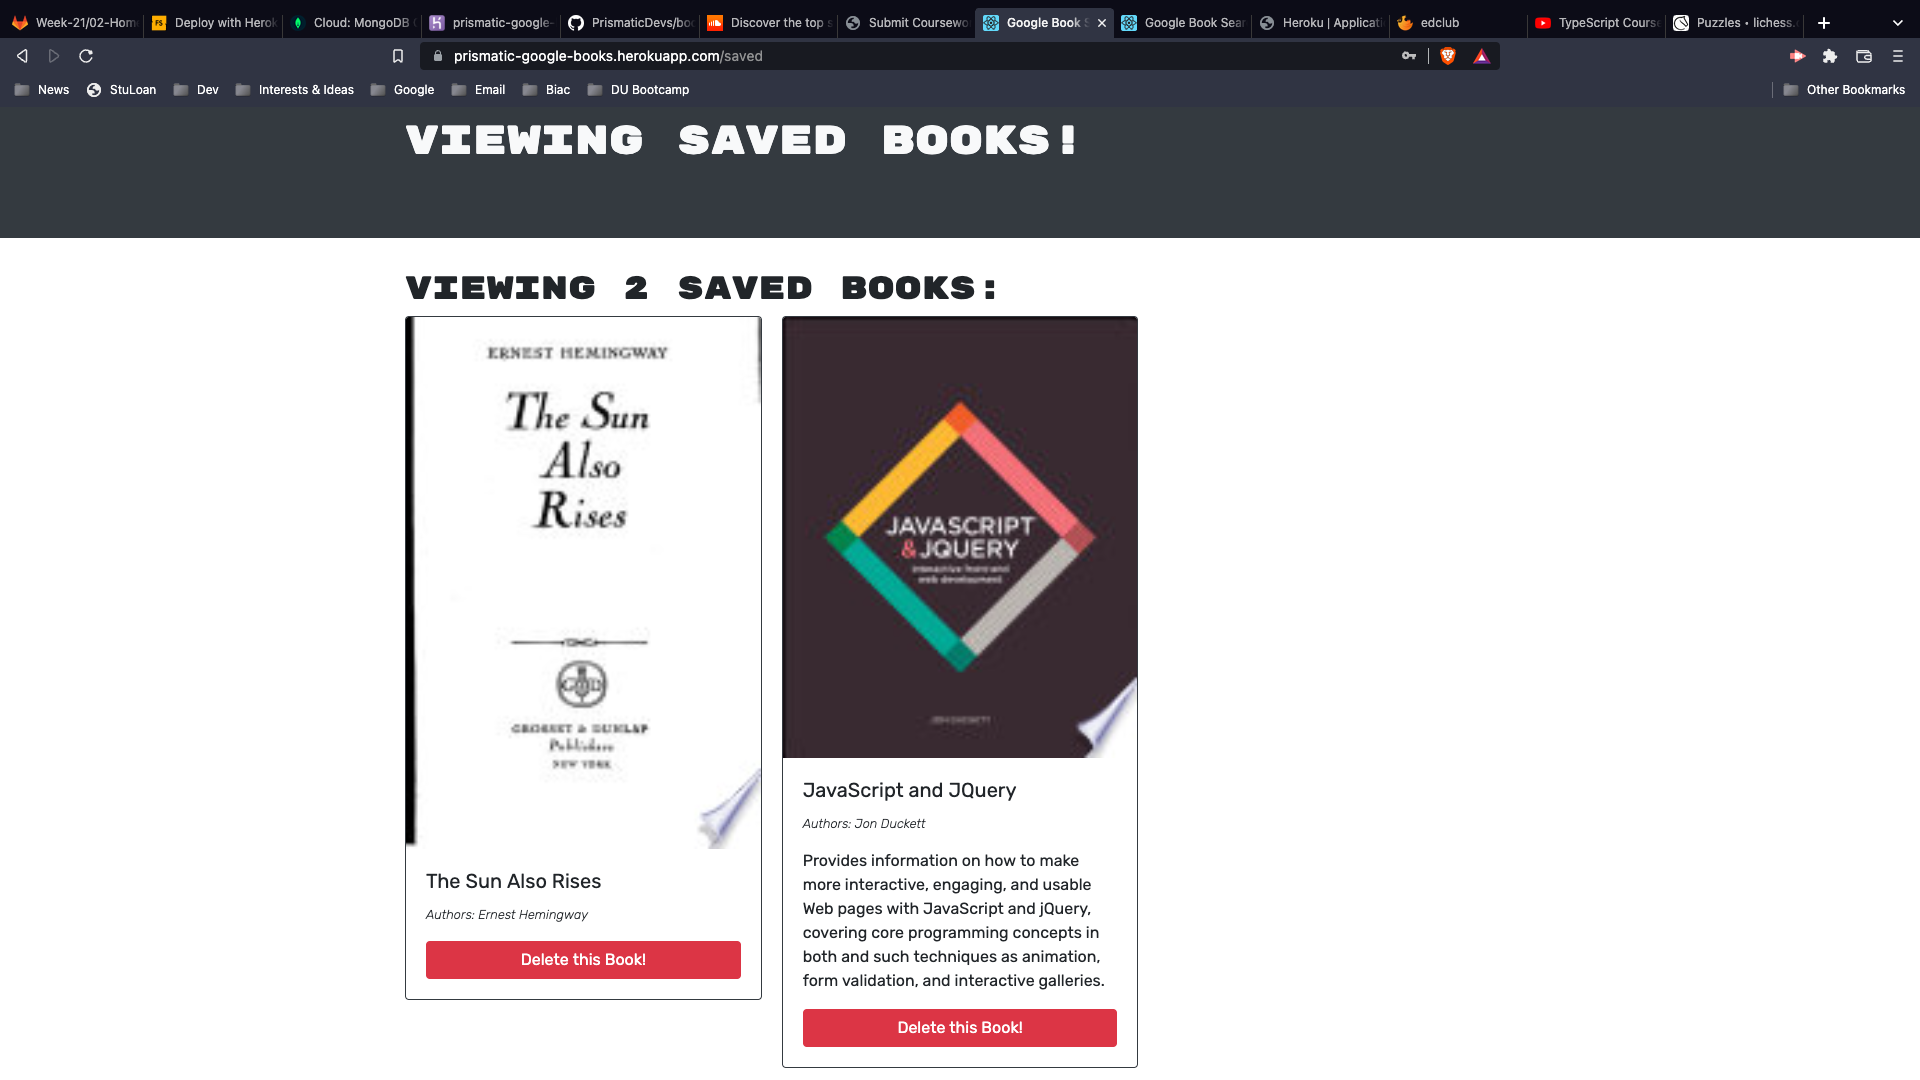 Week-21/02-Hom
Deploy with Herok
Cloud: MongoDB
prismatic-google-
PrismaticDevs/boo
Discover the top s
Submit Coursewo
Google Book S
Google Book Sear
Heroku | Applicati
edclub
TypeScript Course
Puzzles • lichess.o
prismatic-google-books.herokuapp.com/saved
News
StuLoan
Dev
Interests & Ideas
Google
Email
Biac
DU Bootcamp
Other Bookmarks
VIEWING SAVED BOOKS!
VIEWING 2 SAVED BOOKS:
ERNEST HEMINGWAY
The Sun
Also
Rises
G&D
GROSSET & DUNLAP
Publishers
NEW YORK
The Sun Also Rises
Authors: Ernest Hemingway
Delete this Book!
JAVASCRIPT
&JQUERY
interactive front-end
web development
JON DUCKETT
JavaScript and JQuery
Authors: Jon Duckett
Provides information on how to make
more interactive, engaging, and usable
Web pages with JavaScript and jQuery,
covering core programming concepts in
both and such techniques as animation,
form validation, and interactive galleries.
Delete this Book!